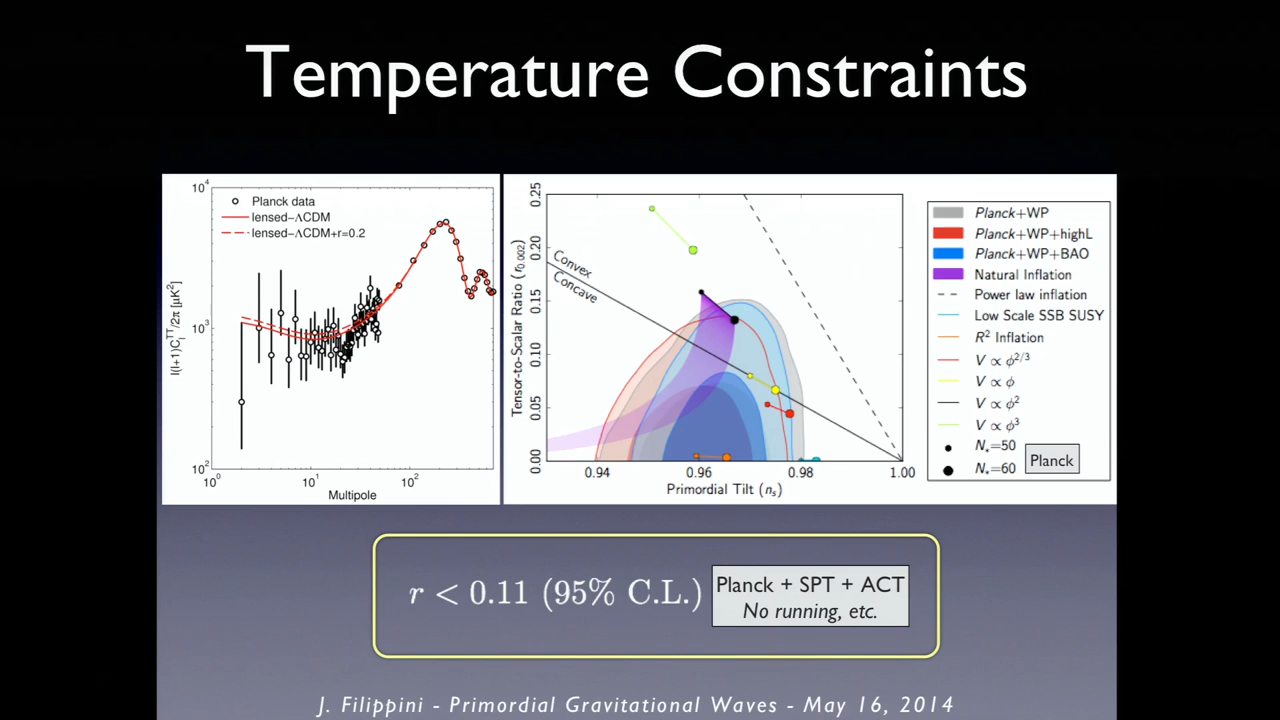 Temperature Constraints
10^4
10^3
10^2
l(l+1)C_l^TT/2π [μK²]
Planck data
lensed-ΛCDM
lensed-ΛCDM+r=0.2
10^0
10^1
10^2
Multipole
0.25
0.20
0.15
0.10
0.05
0.00
Tensor-to-Scalar Ratio (r_0.002)
Convex
Concave
0.94
0.96
0.98
1.00
Primordial Tilt (n_s)
Planck+WP
Planck+WP+highL
Planck+WP+BAO
Natural Inflation
Power law inflation
Low Scale SSB SUSY
R² Inflation
V ∝ φ^2/3
V ∝ φ
V ∝ φ²
V ∝ φ³
N_*=50
N_*=60
Planck
r < 0.11 (95% C.L.)
Planck + SPT + ACT
No running, etc.
J. Filippini - Primordial Gravitational Waves - May 16, 2014